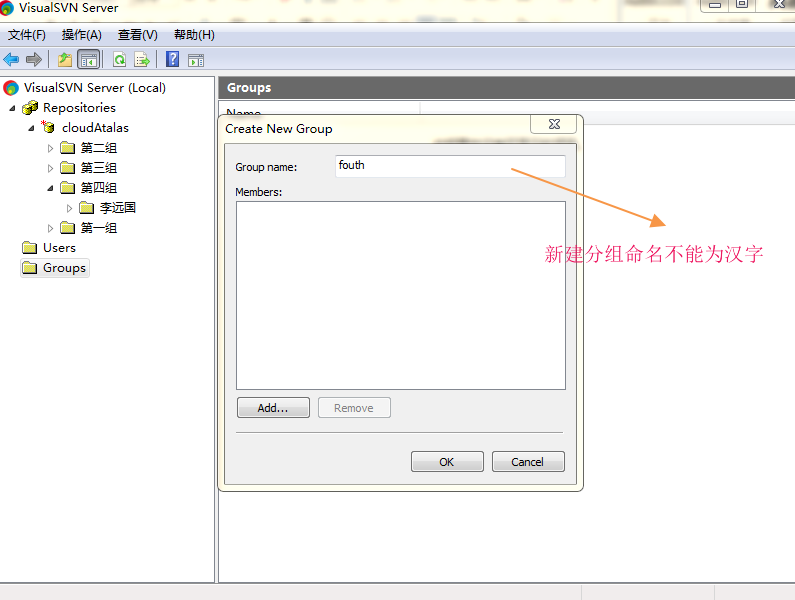 VisualSVN Server
文件(F) 操作(A) 查看(V) 帮助(H)
VisualSVN Server (Local)
Repositories
cloudAtalas
第二组
第三组
第四组
李远国
第一组
Users
Groups
Groups
Name
Create New Group
Group name: fouth
Members:
Add... Remove
OK Cancel
新建分组命名不能为汉字